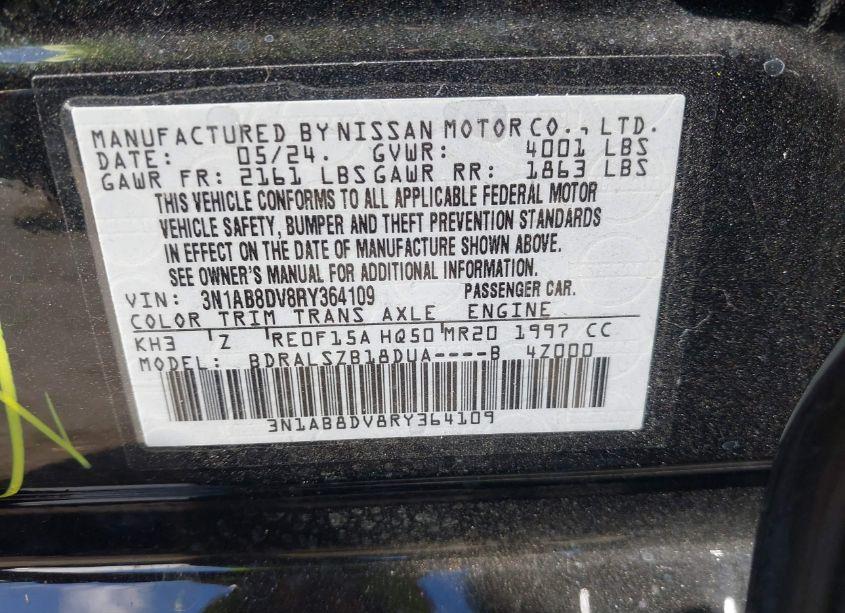 MANUFACTURED BY NISSAN MOTOR CO., LTD.
DATE: 05/24. GVWR: 4001 LBS
GAWR FR: 2161 LBS GAWR RR: 1863 LBS
THIS VEHICLE CONFORMS TO ALL APPLICABLE FEDERAL MOTOR
VEHICLE SAFETY, BUMPER AND THEFT PREVENTION STANDARDS
IN EFFECT ON THE DATE OF MANUFACTURE SHOWN ABOVE.
SEE OWNER'S MANUAL FOR ADDITIONAL INFORMATION.
VIN: 3N1AB8DV8RY364109 PASSENGER CAR.
COLOR TRIM TRANS AXLE ENGINE
KH3 Z RE0F15A HQ50 MR20 1997 CC
MODEL: BDRALSZB18DUA----B 4Z000
3N1AB8DV8RY364109